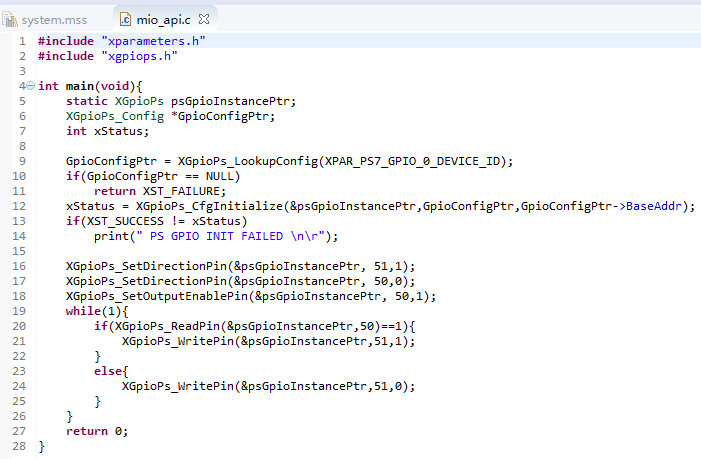 system.mss mio_api.c
1 #include "xparameters.h"
2 #include "xgpiops.h"
3
4 int main(void){
5 static XGpioPs psGpioInstancePtr;
6 XGpioPs_Config *GpioConfigPtr;
7 int xStatus;
8
9 GpioConfigPtr = XGpioPs_LookupConfig(XPAR_PS7_GPIO_0_DEVICE_ID);
10 if(GpioConfigPtr == NULL)
11 return XST_FAILURE;
12 xStatus = XGpioPs_CfgInitialize(&psGpioInstancePtr,GpioConfigPtr,GpioConfigPtr->BaseAddr);
13 if(XST_SUCCESS != xStatus)
14 print(" PS GPIO INIT FAILED \n\r");
15
16 XGpioPs_SetDirectionPin(&psGpioInstancePtr, 51,1);
17 XGpioPs_SetDirectionPin(&psGpioInstancePtr, 50,0);
18 XGpioPs_SetOutputEnablePin(&psGpioInstancePtr, 50,1);
19 while(1){
20 if(XGpioPs_ReadPin(&psGpioInstancePtr,50)==1){
21 XGpioPs_WritePin(&psGpioInstancePtr,51,1);
22 }
23 else{
24 XGpioPs_WritePin(&psGpioInstancePtr,51,0);
25 }
26 }
27 return 0;
28 }